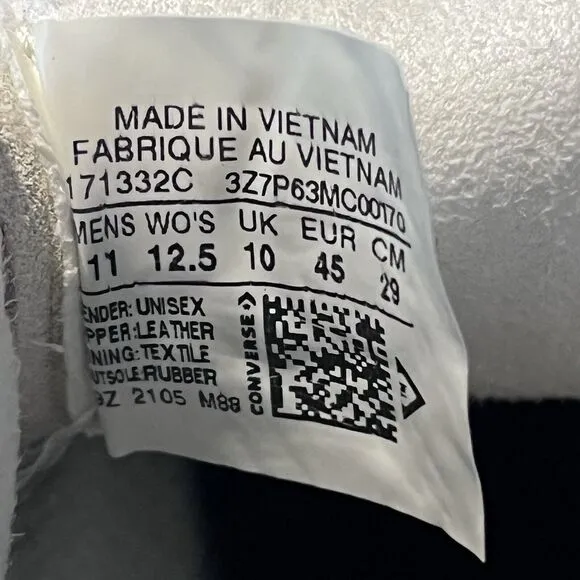 MADE IN VIETNAM
FABRIQUE AU VIETNAM
171332C 3Z7P63MC00170
MENS WO'S UK EUR CM
11 12.5 10 45 29
ENDER: UNISEX
PPER:LEATHER
NING:TEXTILE
UTSOLE:RUBBER
9Z 2105 M88
CONVERSE